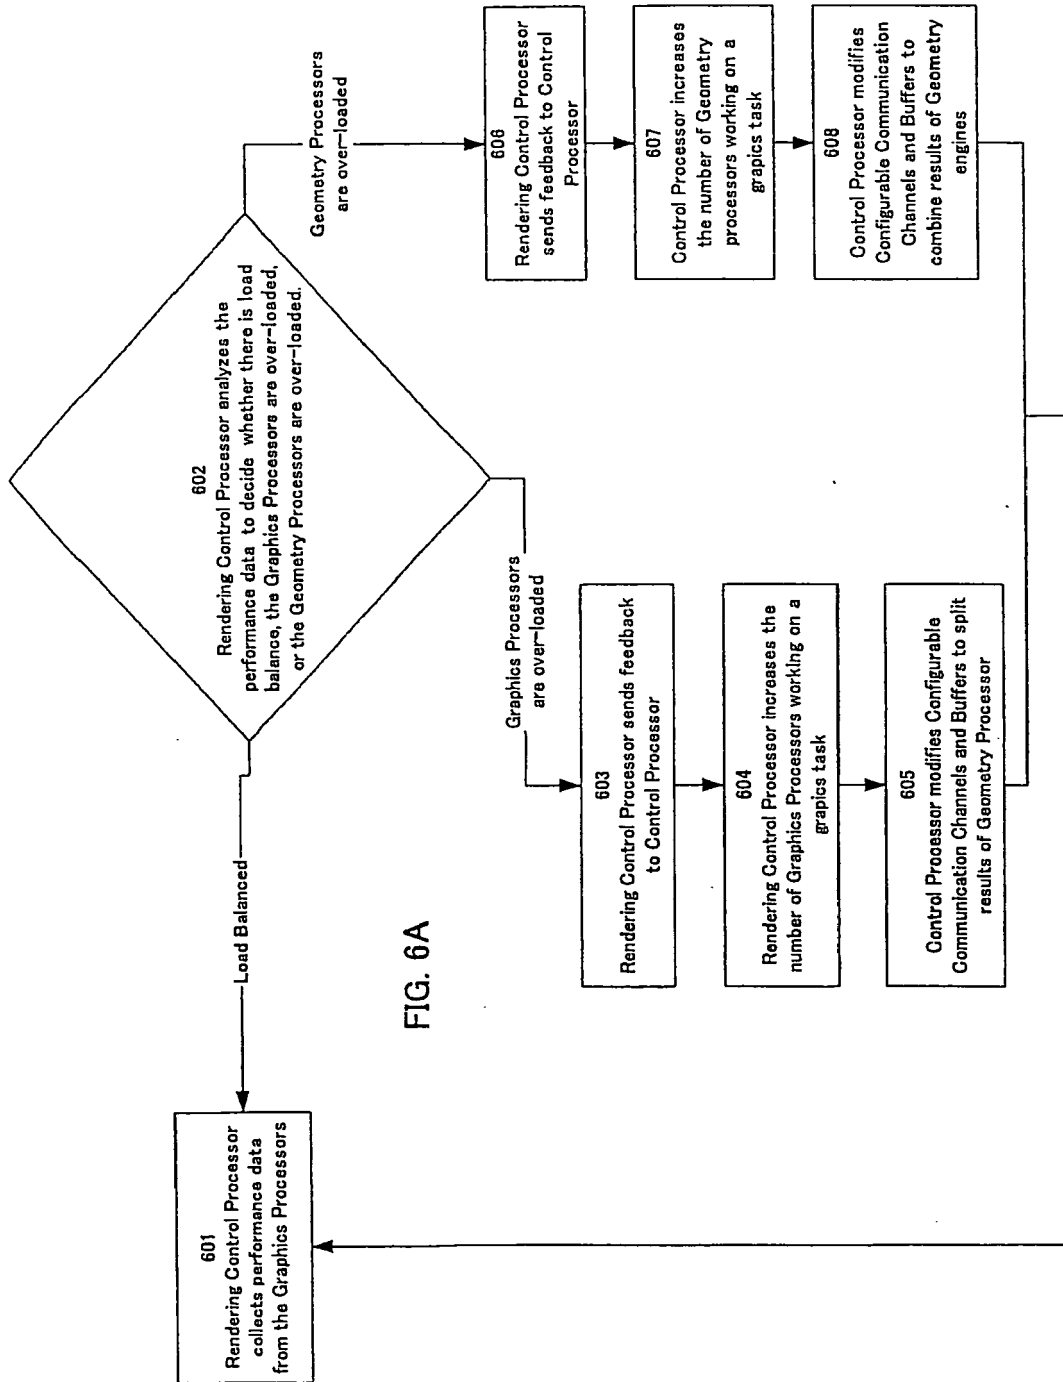 601
Rendering Control Processor
collects performance data
from the Graphics Processors
Load Balanced
602
Rendering Control Processor analyzes the
performance data to decide whether there is load
balance, the Graphics Processors are over-loaded,
or the Geometry Processors are over-loaded.
Graphics Processors
are over-loaded
603
Rendering Control Processor sends feedback
to Control Processor
604
Rendering Control Processor increases the
number of Graphics Processors working on a
grapics task
605
Control Processor modifies Configurable
Communication Channels and Buffers to split
results of Geometry Processor
Geometry Processors
are over-loaded
606
Rendering Control Processor
sends feedback to Control
Processor
607
Control Processor increases
the number of Geometry
processors working on a
grapics task
608
Control Processor modifies
Configurable Communication
Channels and Buffers to
combine results of Geometry
engines
FIG. 6A